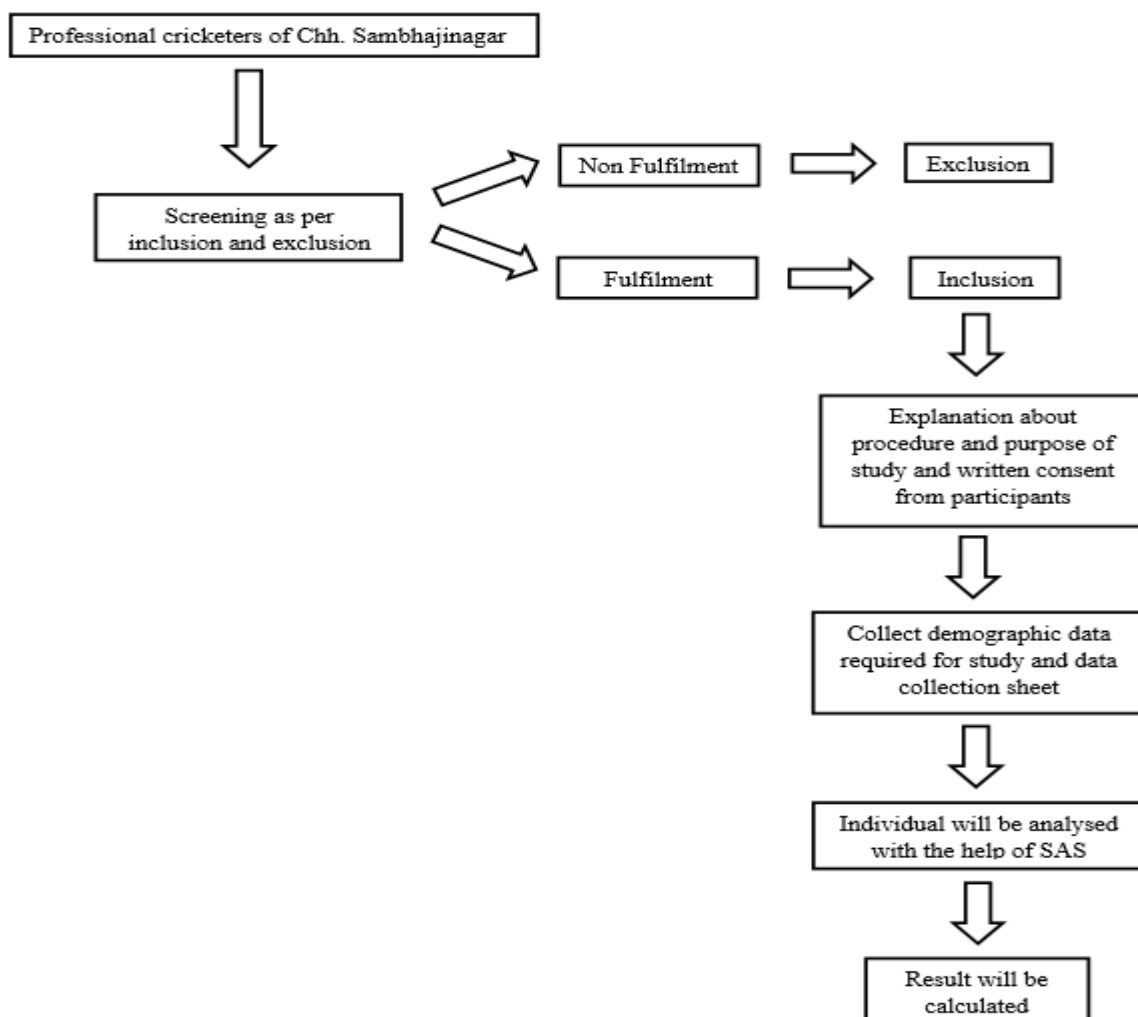 Professional cricketers of Chh. Sambhajinagar
Screening as per
inclusion and exclusion
Non Fulfilment
Exclusion
Fulfilment
Inclusion
Explanation about
procedure and purpose of
study and written consent
from participants
Collect demographic data
required for study and data
collection sheet
Individual will be analysed
with the help of SAS
Result will be
calculated